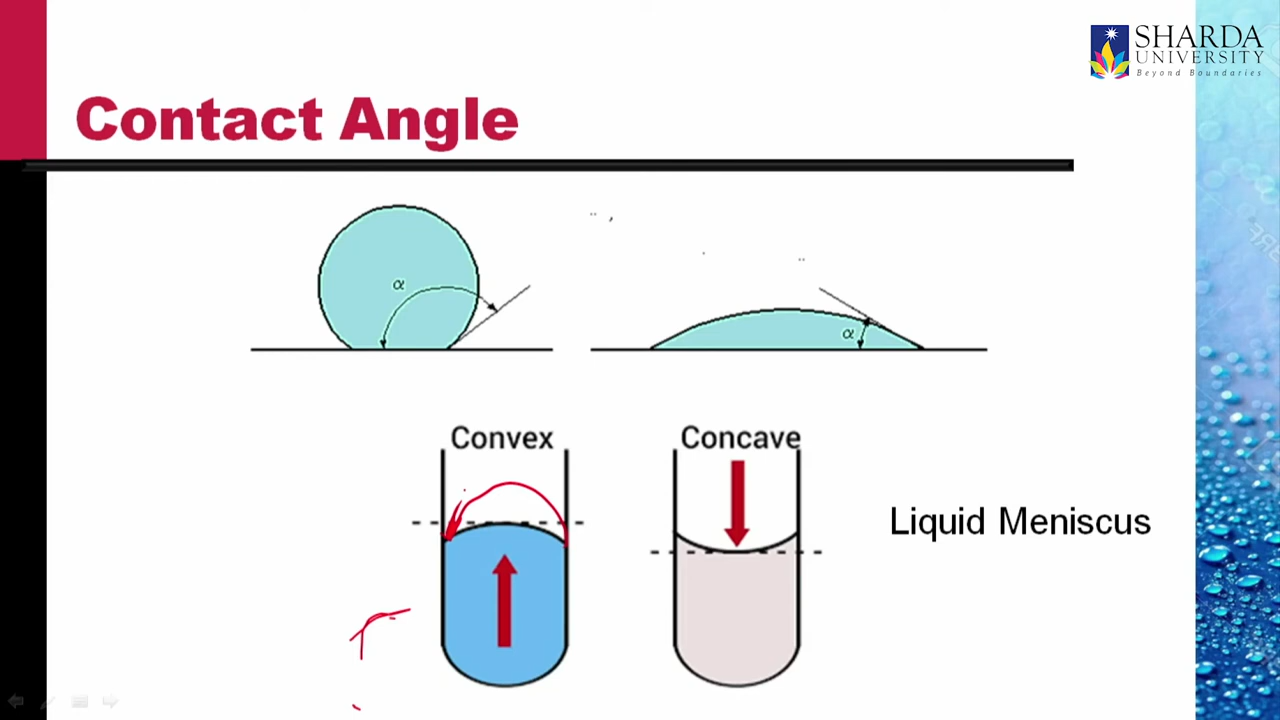 SHARDA
UNIVERSITY
Beyond Boundaries
Contact Angle
α
α
Convex
Concave
Liquid Meniscus